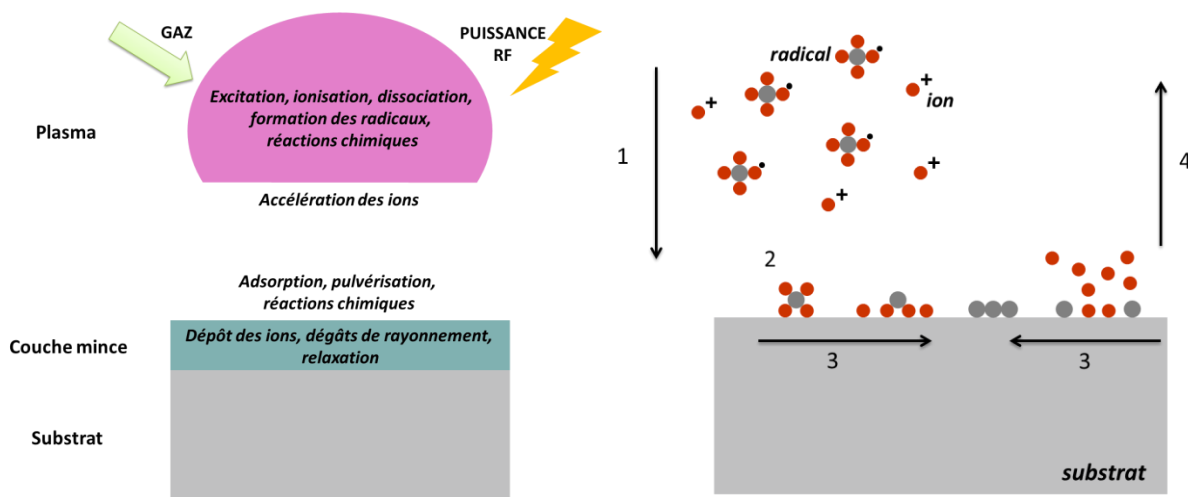 GAZ
PUISSANCE
RF
Excitation, ionisation, dissociation,
formation des radicaux,
réactions chimiques
Plasma
Accélération des ions
Adsorption, pulvérisation,
réactions chimiques
Couche mince
Dépôt des ions, dégâts de rayonnement,
relaxation
Substrat
radical
+
ion
+
+
+
1
4
2
3
3
substrat